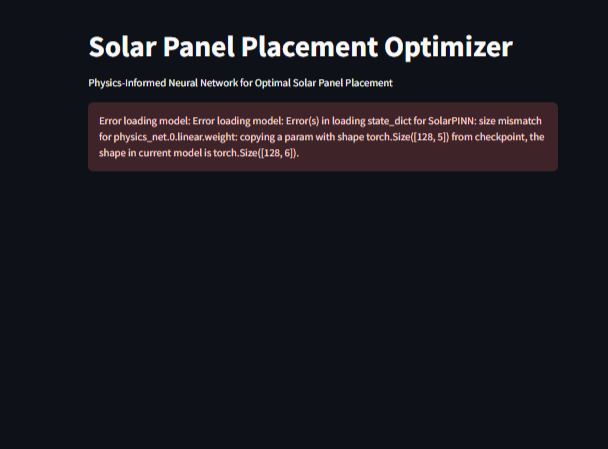 Solar Panel Placement Optimizer
Physics-Informed Neural Network for Optimal Solar Panel Placement
Error loading model: Error loading model: Error(s) in loading state_dict for SolarPINN: size mismatch
for physics_net.0.linear.weight: copying a param with shape torch.Size([128, 5]) from checkpoint, the
shape in current model is torch.Size([128, 6]).